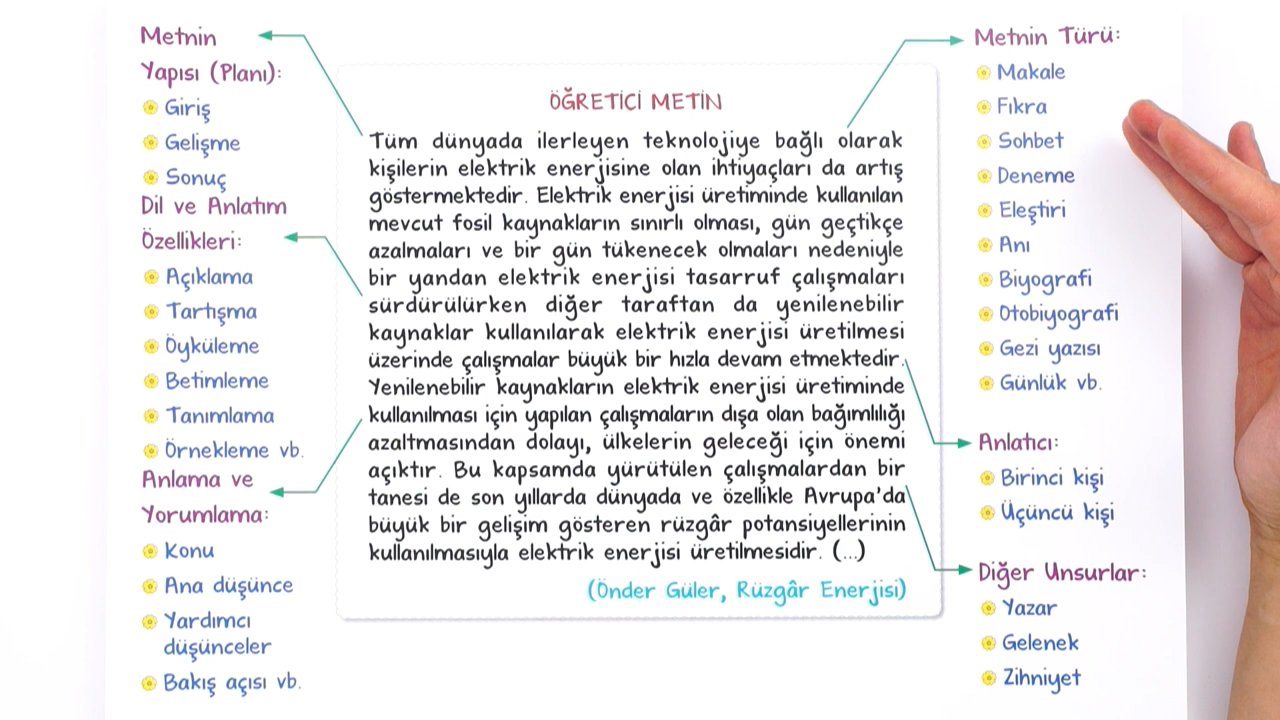 Metnin
Yapısı (Planı):
Giriş
Gelişme
Sonuç
Dil ve Anlatım
Özellikleri:
Açıklama
Tartışma
Öyküleme
Betimleme
Tanımlama
Örnekleme vb.
Anlama ve
Yorumlama:
Konu
Ana düşünce
Yardımcı
düşünceler
Bakış açısı vb.
ÖĞRETİCİ METİN
Tüm dünyada ilerleyen teknolojiye bağlı olarak
kişilerin elektrik enerjisine olan ihtiyaçları da artış
göstermektedir. Elektrik enerjisi üretiminde kullanılan
mevcut fosil kaynakların sınırlı olması, gün geçtikçe
azalmaları ve bir gün tükenecek olmaları nedeniyle
bir yandan elektrik enerjisi tasarruf çalışmaları
sürdürülürken diğer taraftan da yenilenebilir
kaynaklar kullanılarak elektrik enerjisi üretilmesi
üzerinde çalışmalar büyük bir hızla devam etmektedir.
Yenilenebilir kaynakların elektrik enerjisi üretiminde
kullanılması için yapılan çalışmaların dışa olan bağımlılığı
azaltmasından dolayı, ülkelerin geleceği için önemi
açıktır. Bu kapsamda yürütülen çalışmalardan bir
tanesi de son yıllarda dünyada ve özellikle Avrupa'da
büyük bir gelişim gösteren rüzgâr potansiyellerinin
kullanılmasıyla elektrik enerjisi üretilmesidir. (...)
(Önder Güler, Rüzgâr Enerjisi)
Metnin Türü:
Makale
Fıkra
Sohbet
Deneme
Eleştiri
Anı
Biyografi
Otobiyografi
Gezi yazısı
Günlük vb.
Anlatıcı:
Birinci kişi
Üçüncü kişi
Diğer Unsurlar:
Yazar
Gelenek
Zihniyet